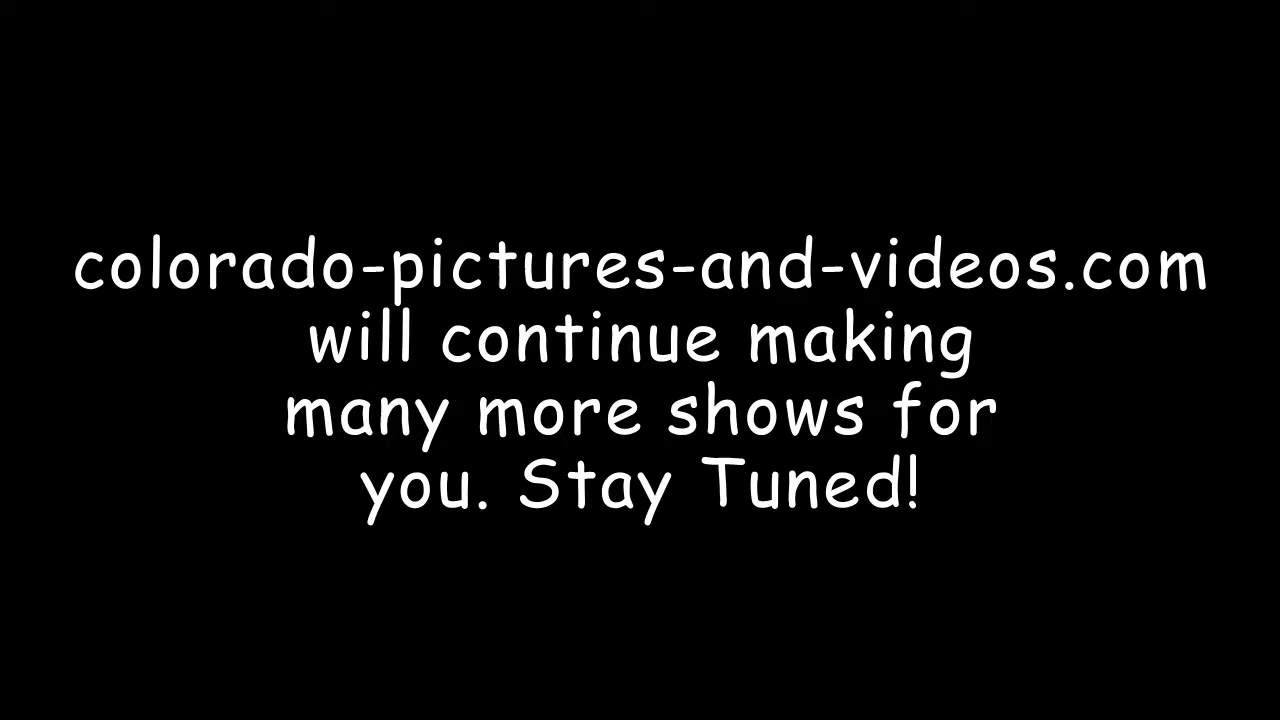 colorado-pictures-and-videos.com
will continue making
many more shows for
you. Stay Tuned!